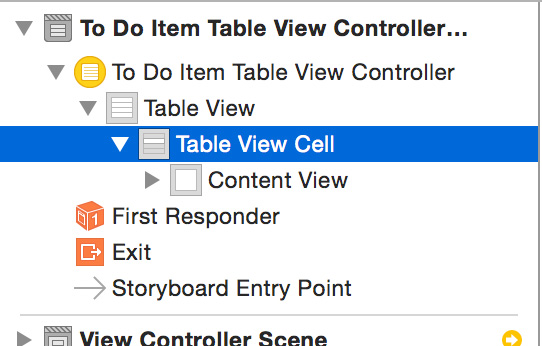 To Do Item Table View Controller...
To Do Item Table View Controller
Table View
Table View Cell
Content View
1
First Responder
Exit
Storyboard Entry Point
View Controller Scene